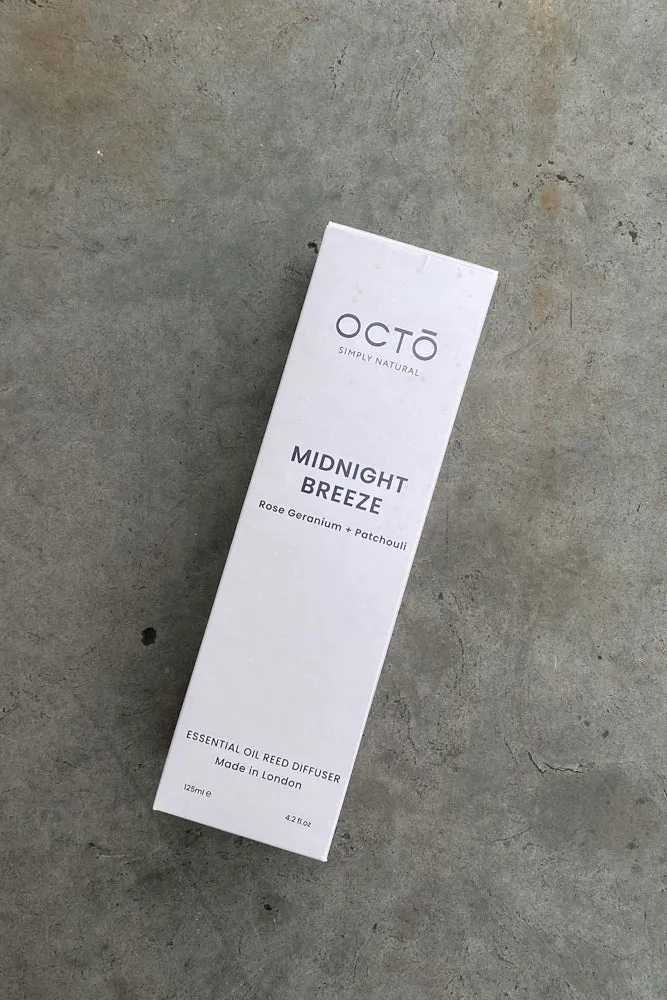 OCTŌ
SIMPLY NATURAL
MIDNIGHT
BREEZE
Rose Geranium + Patchouli
ESSENTIAL OIL REED DIFFUSER
Made in London
125ml ℮
4.2 fl.oz